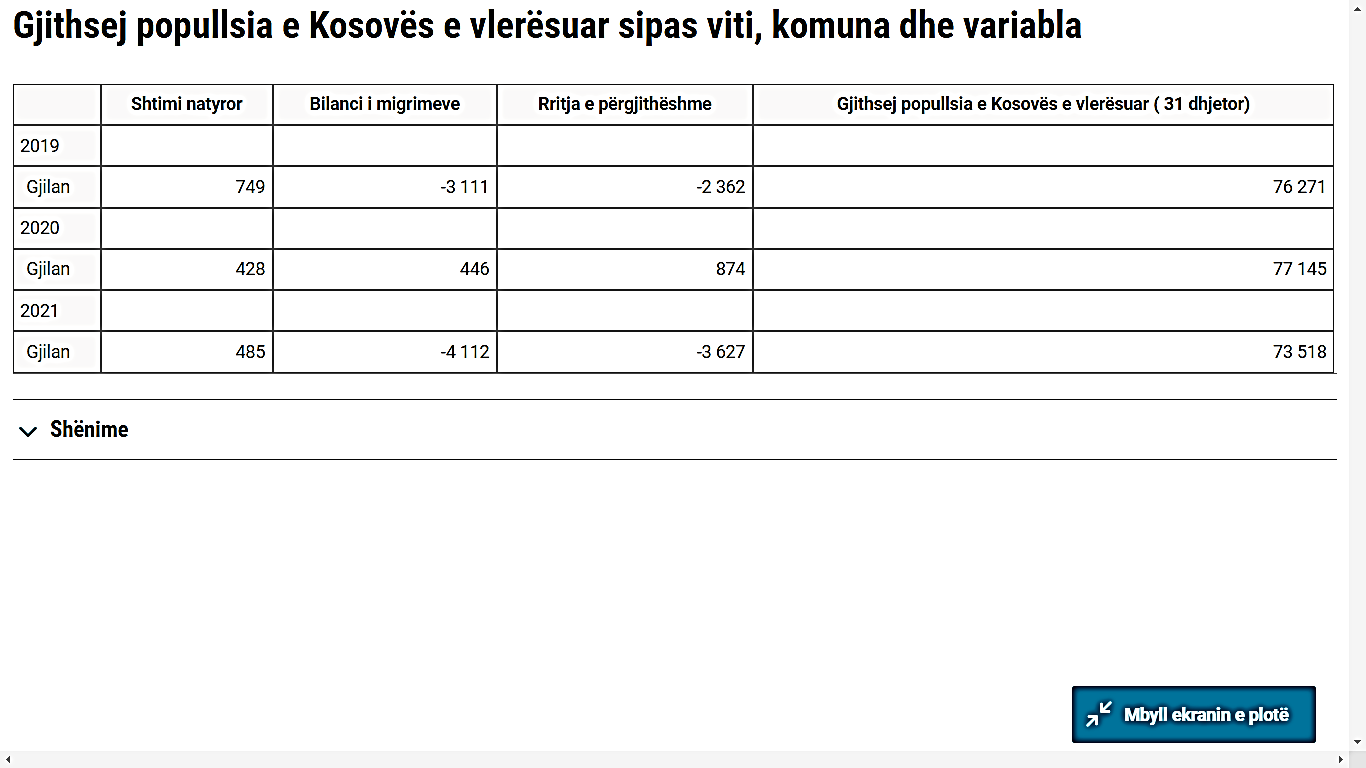 Gjithsej popullsia e Kosovës e vlerësuar sipas viti, komuna dhe variabla
Shtimi natyror Bilanci i migrimeve Rritja e përgjithëshme Gjithsej popullsia e Kosovës e vlerësuar ( 31 dhjetor)
2019
Gjilan 749 -3 111 -2 362 76 271
2020
Gjilan 428 446 874 77 145
2021
Gjilan 485 -4 112 -3 627 73 518
Shënime
Mbyll ekranin e plotë